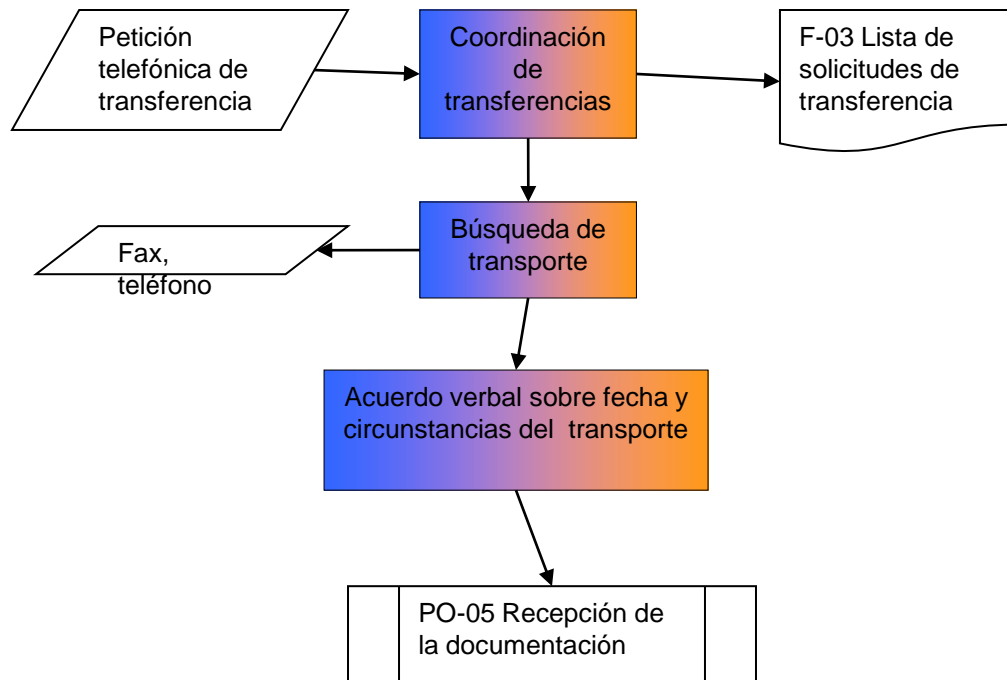 Petición
telefónica de
transferencia
Coordinación
de
transferencias
F-03 Lista de
solicitudes de
transferencia
Búsqueda de
transporte
Fax,
teléfono
Acuerdo verbal sobre fecha y
circunstancias del  transporte
PO-05 Recepción de
la documentación